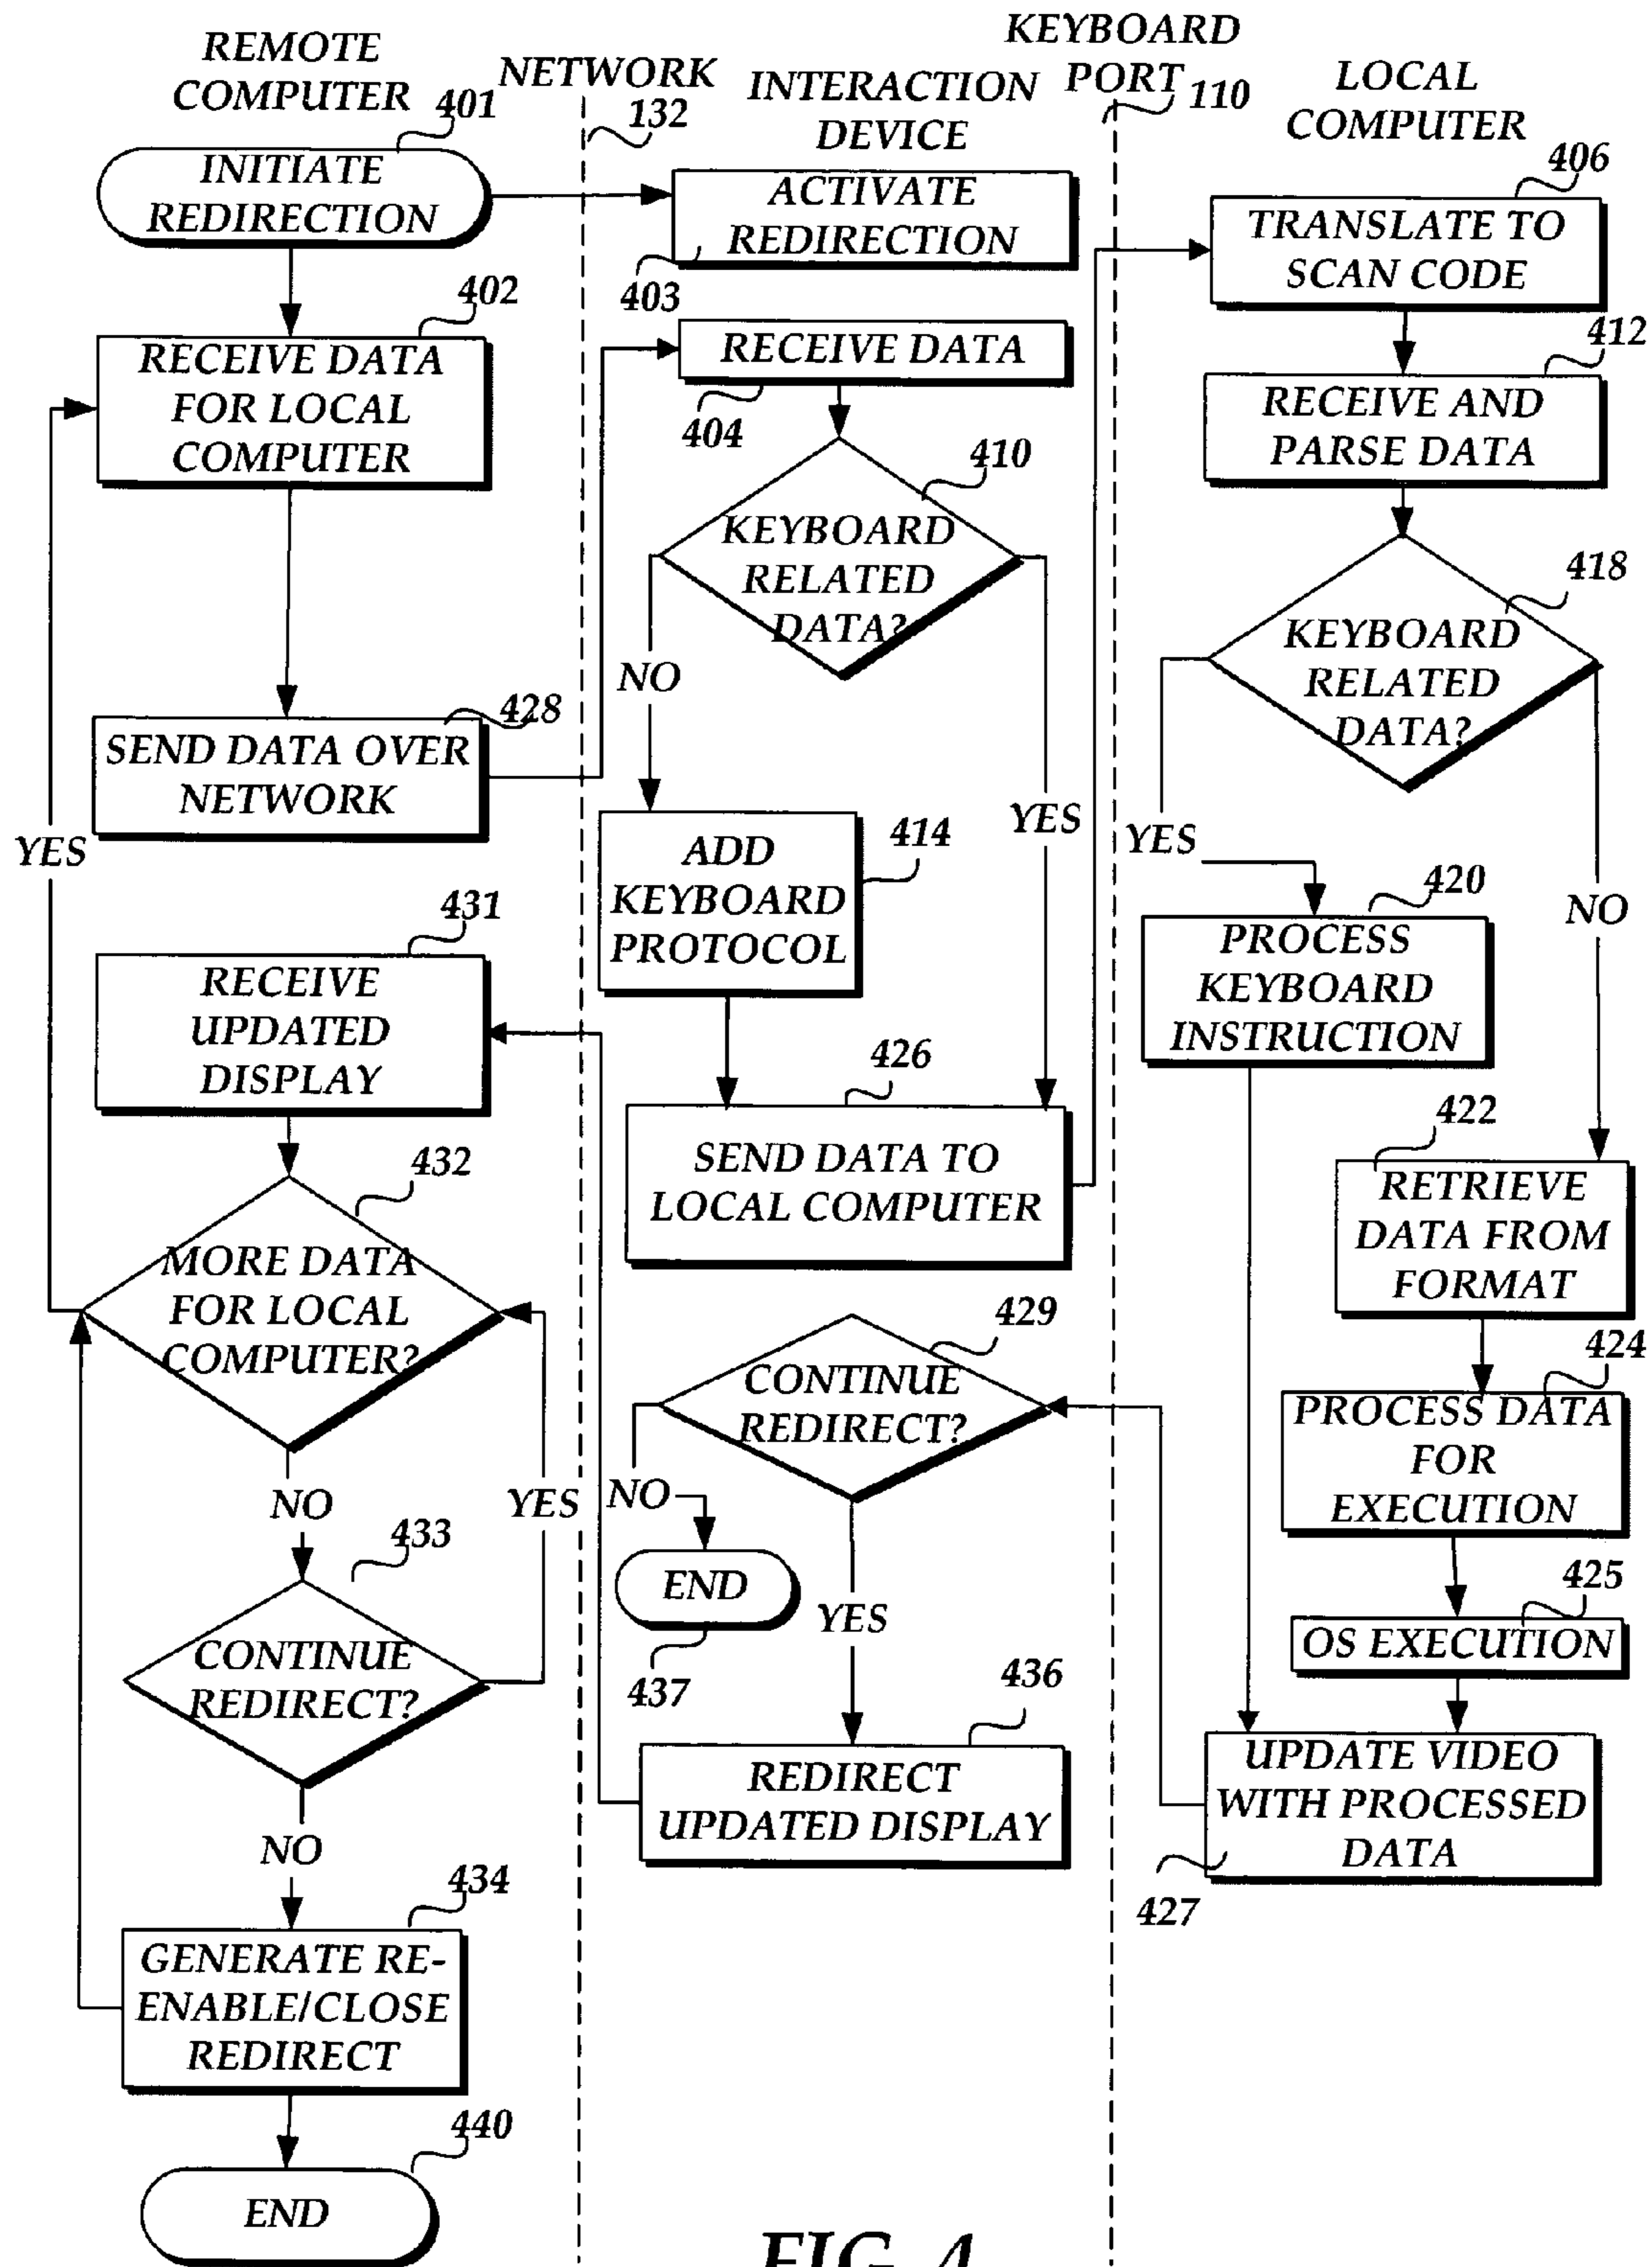 REMOTE
COMPUTER
401
NETWORK
132
INTERACTION
DEVICE
KEYBOARD
PORT
110
LOCAL
COMPUTER
INITIATE
REDIRECTION
402
RECEIVE DATA
FOR LOCAL
COMPUTER
428
SEND DATA OVER
NETWORK
YES
431
RECEIVE
UPDATED
DISPLAY
432
MORE DATA
FOR LOCAL
COMPUTER?
NO
YES
433
CONTINUE
REDIRECT?
NO
434
GENERATE RE-
ENABLE/CLOSE
REDIRECT
440
END
ACTIVATE
REDIRECTION
403
RECEIVE DATA
404
410
KEYBOARD
RELATED
DATA?
NO
YES
414
ADD
KEYBOARD
PROTOCOL
426
SEND DATA TO
LOCAL COMPUTER
429
CONTINUE
REDIRECT?
NO
END
437
YES
436
REDIRECT
UPDATED DISPLAY
406
TRANSLATE TO
SCAN CODE
412
RECEIVE AND
PARSE DATA
418
KEYBOARD
RELATED
DATA?
YES
NO
420
PROCESS
KEYBOARD
INSTRUCTION
422
RETRIEVE
DATA FROM
FORMAT
424
PROCESS DATA
FOR
EXECUTION
425
OS EXECUTION
UPDATE VIDEO
WITH PROCESSED
DATA
427
FIG. 4